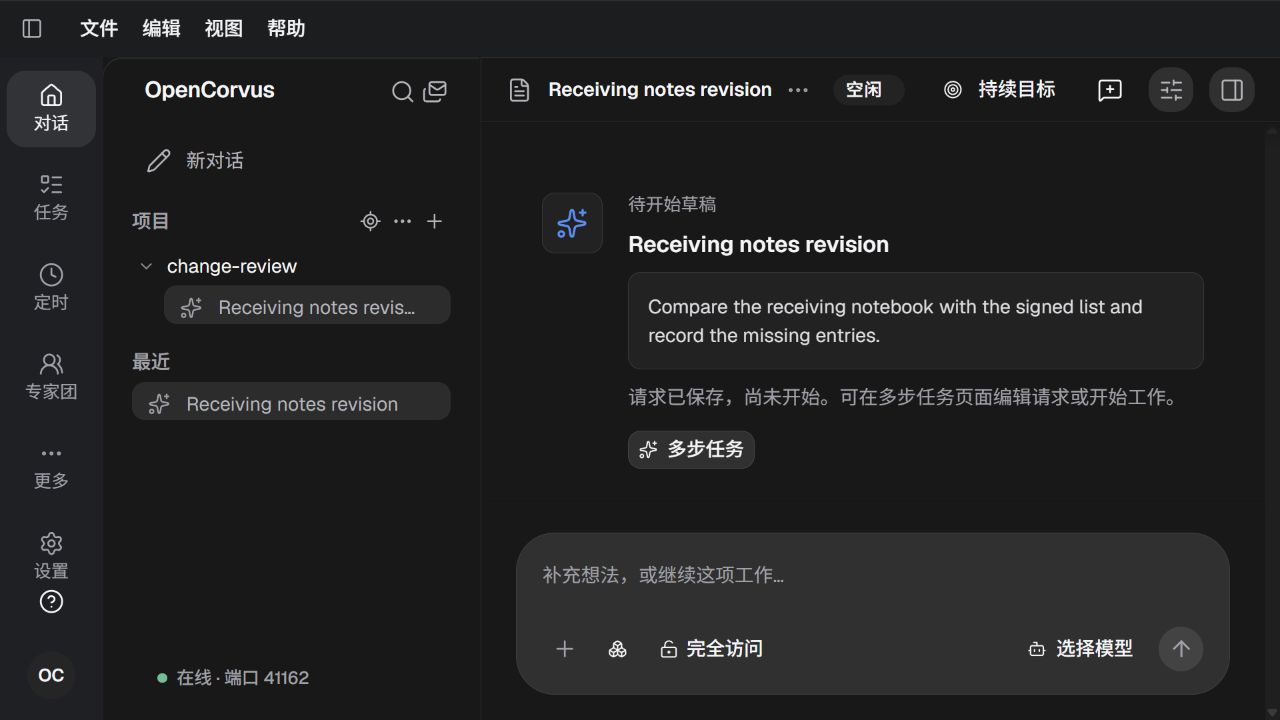 文件 编辑 视图 帮助
对话
任务
定时
专家团
更多
设置
OC
OpenCorvus
新对话
项目
change-review
Receiving notes revis...
最近
Receiving notes revision
在线 · 端口 41162
Receiving notes revision
空闲
持续目标
待开始草稿
Receiving notes revision
Compare the receiving notebook with the signed list and
record the missing entries.
请求已保存，尚未开始。可在多步任务页面编辑请求或开始工作。
多步任务
补充想法，或继续这项工作...
完全访问
选择模型